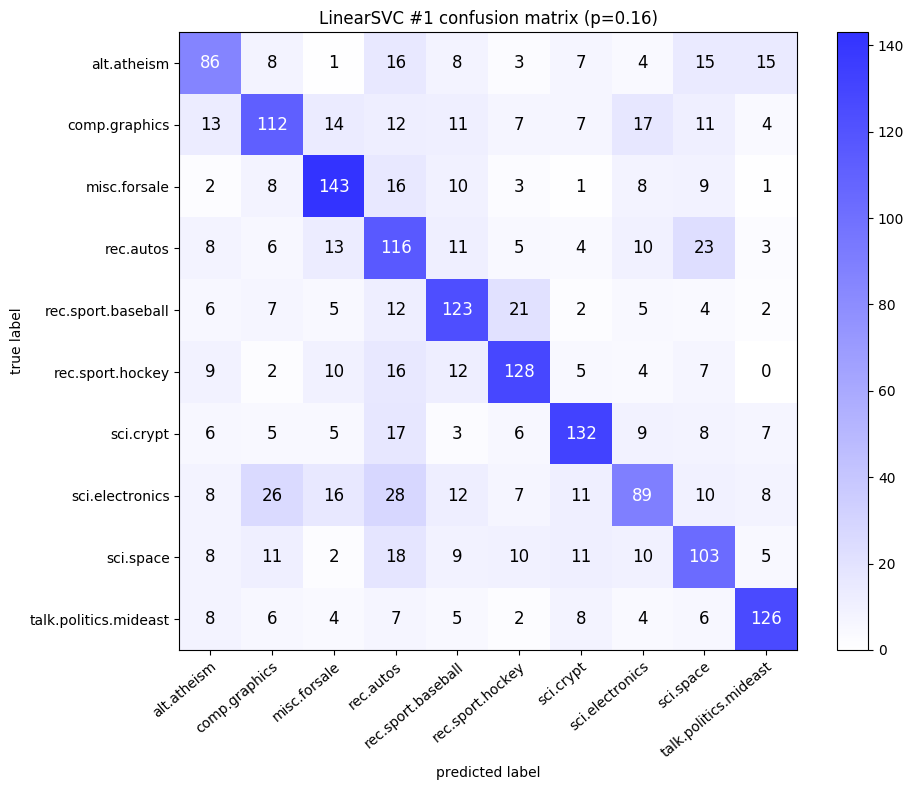 LinearSVC #1 confusion matrix (p=0.16)
true label
alt.atheism 86 8 1 16 8 3 7 4 15 15
comp.graphics 13 112 14 12 11 7 7 17 11 4
misc.forsale 2 8 143 16 10 3 1 8 9 1
rec.autos 8 6 13 116 11 5 4 10 23 3
rec.sport.baseball 6 7 5 12 123 21 2 5 4 2
rec.sport.hockey 9 2 10 16 12 128 5 4 7 0
sci.crypt 6 5 5 17 3 6 132 9 8 7
sci.electronics 8 26 16 28 12 7 11 89 10 8
sci.space 8 11 2 18 9 10 11 10 103 5
talk.politics.mideast 8 6 4 7 5 2 8 4 6 126
alt.atheism
comp.graphics
misc.forsale
rec.autos
rec.sport.baseball
rec.sport.hockey
sci.crypt
sci.electronics
sci.space
talk.politics.mideast
predicted label
140
120
100
80
60
40
20
0